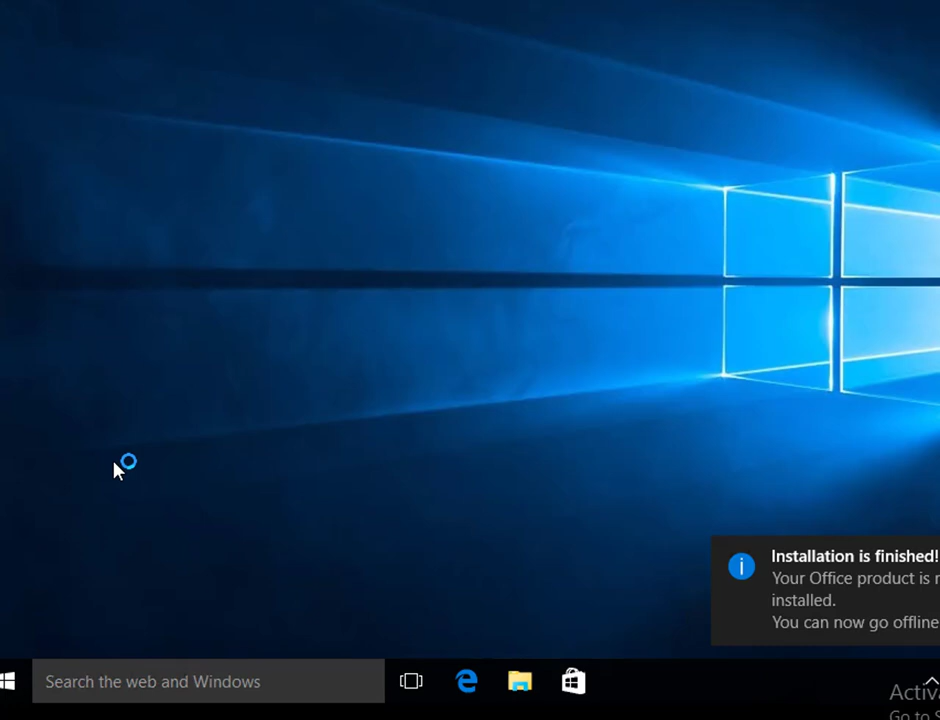 Installation is finished!
Your Office product is
installed.
You can now go offline
Search the web and Windows
Go to